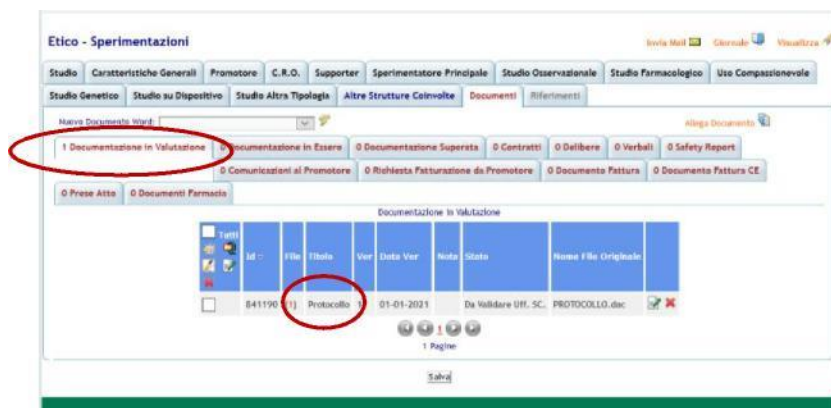 Etico - Sperimentazioni
Invia Mail Giornale Visualizza
Studio Caratteristiche Generali Promotore C.R.O. Supporter Sperimentatore Principale Studio Osservazionale Studio Farmacologico Uso Compassionevole
Studio Genetico Studio su Dispositivo Studio Altra Tipologia Altre Strutture Coinvolte Documenti Riferimenti
Nuovo Documento Word: Allega Documento
1 Documentazione in Valutazione 0 Documentazione in Essere 0 Documentazione Superata 0 Contratti 0 Delibere 0 Verbali 0 Safety Report
0 Comunicazioni al Promotore 0 Richiesta Fatturazione da Promotore 0 Documento Fattura 0 Documento Fattura CE
0 Prese Atto 0 Documenti Farmacia
Documentazione in Valutazione
Tutti
Id File Titolo Ver Data Ver Nota Stato Nome File Originale
841190 (1) Protocollo 1 01-01-2021 Da Validare Uff. SC. PROTOCOLLO.doc
1
1 Pagine
Salva